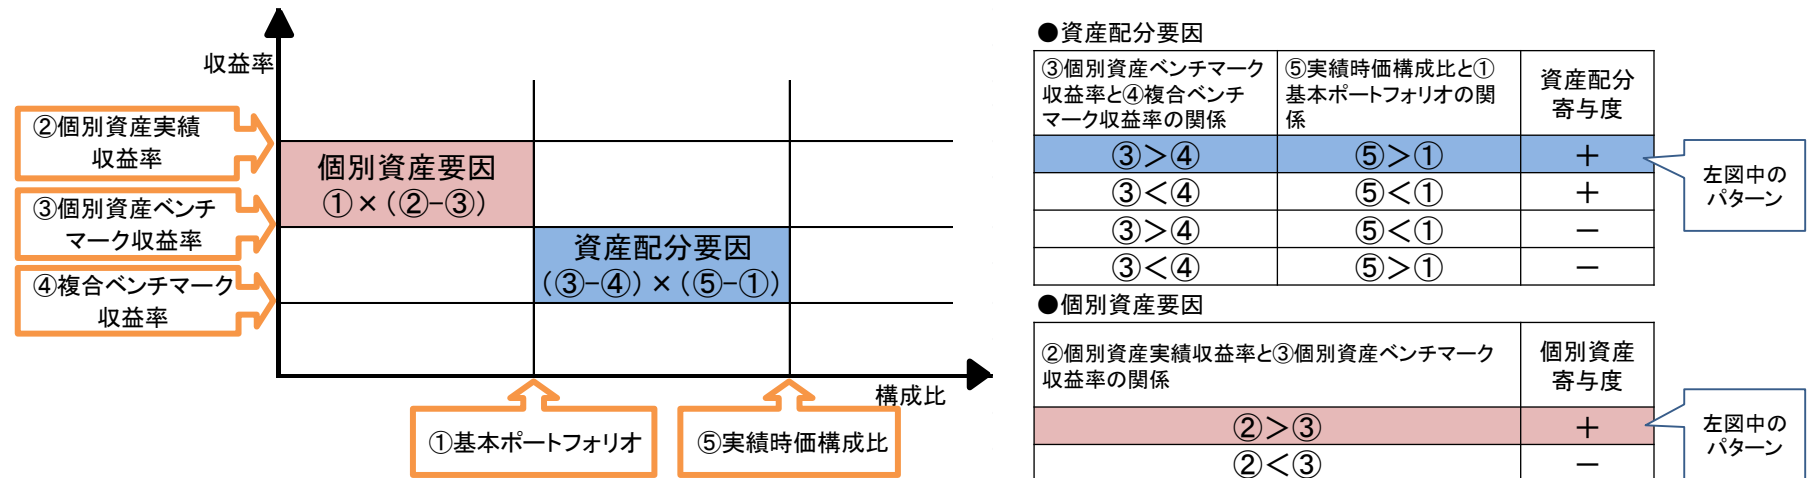 収益率
②個別資産実績
収益率
③個別資産ベンチ
マーク収益率
④複合ベンチマーク
収益率
個別資産要因
①×(②-③)
資産配分要因
(③-④)×(⑤-①)
構成比
①基本ポートフォリオ
⑤実績時価構成比
●資産配分要因
③個別資産ベンチマーク
収益率と④複合ベンチ
マーク収益率の関係
⑤実績時価構成比と①
基本ポートフォリオの関
係
資産配分
寄与度
③>④ ⑤>① +
③<④ ⑤<① +
③>④ ⑤<① −
③<④ ⑤>① −
左図中の
パターン
●個別資産要因
②個別資産実績収益率と③個別資産ベンチマーク
収益率の関係
個別資産
寄与度
②>③ +
②<③ −
左図中の
パターン